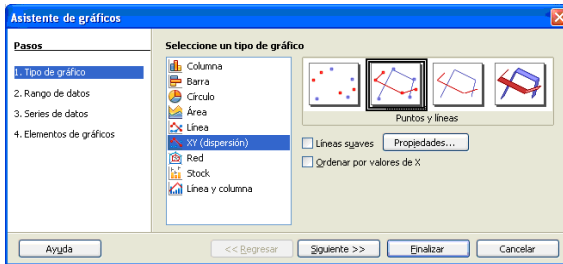 Asistente de gráficos
Pasos
1. Tipo de gráfico
2. Rango de datos
3. Series de datos
4. Elementos de gráficos
Seleccione un tipo de gráfico
Columna
Barra
Círculo
Área
Línea
XY (dispersión)
Red
Stock
Línea y columna
Puntos y líneas
Líneas suaves
Propiedades...
Ordenar por valores de X
Ayuda
<< Regresar
Siguiente >>
Finalizar
Cancelar